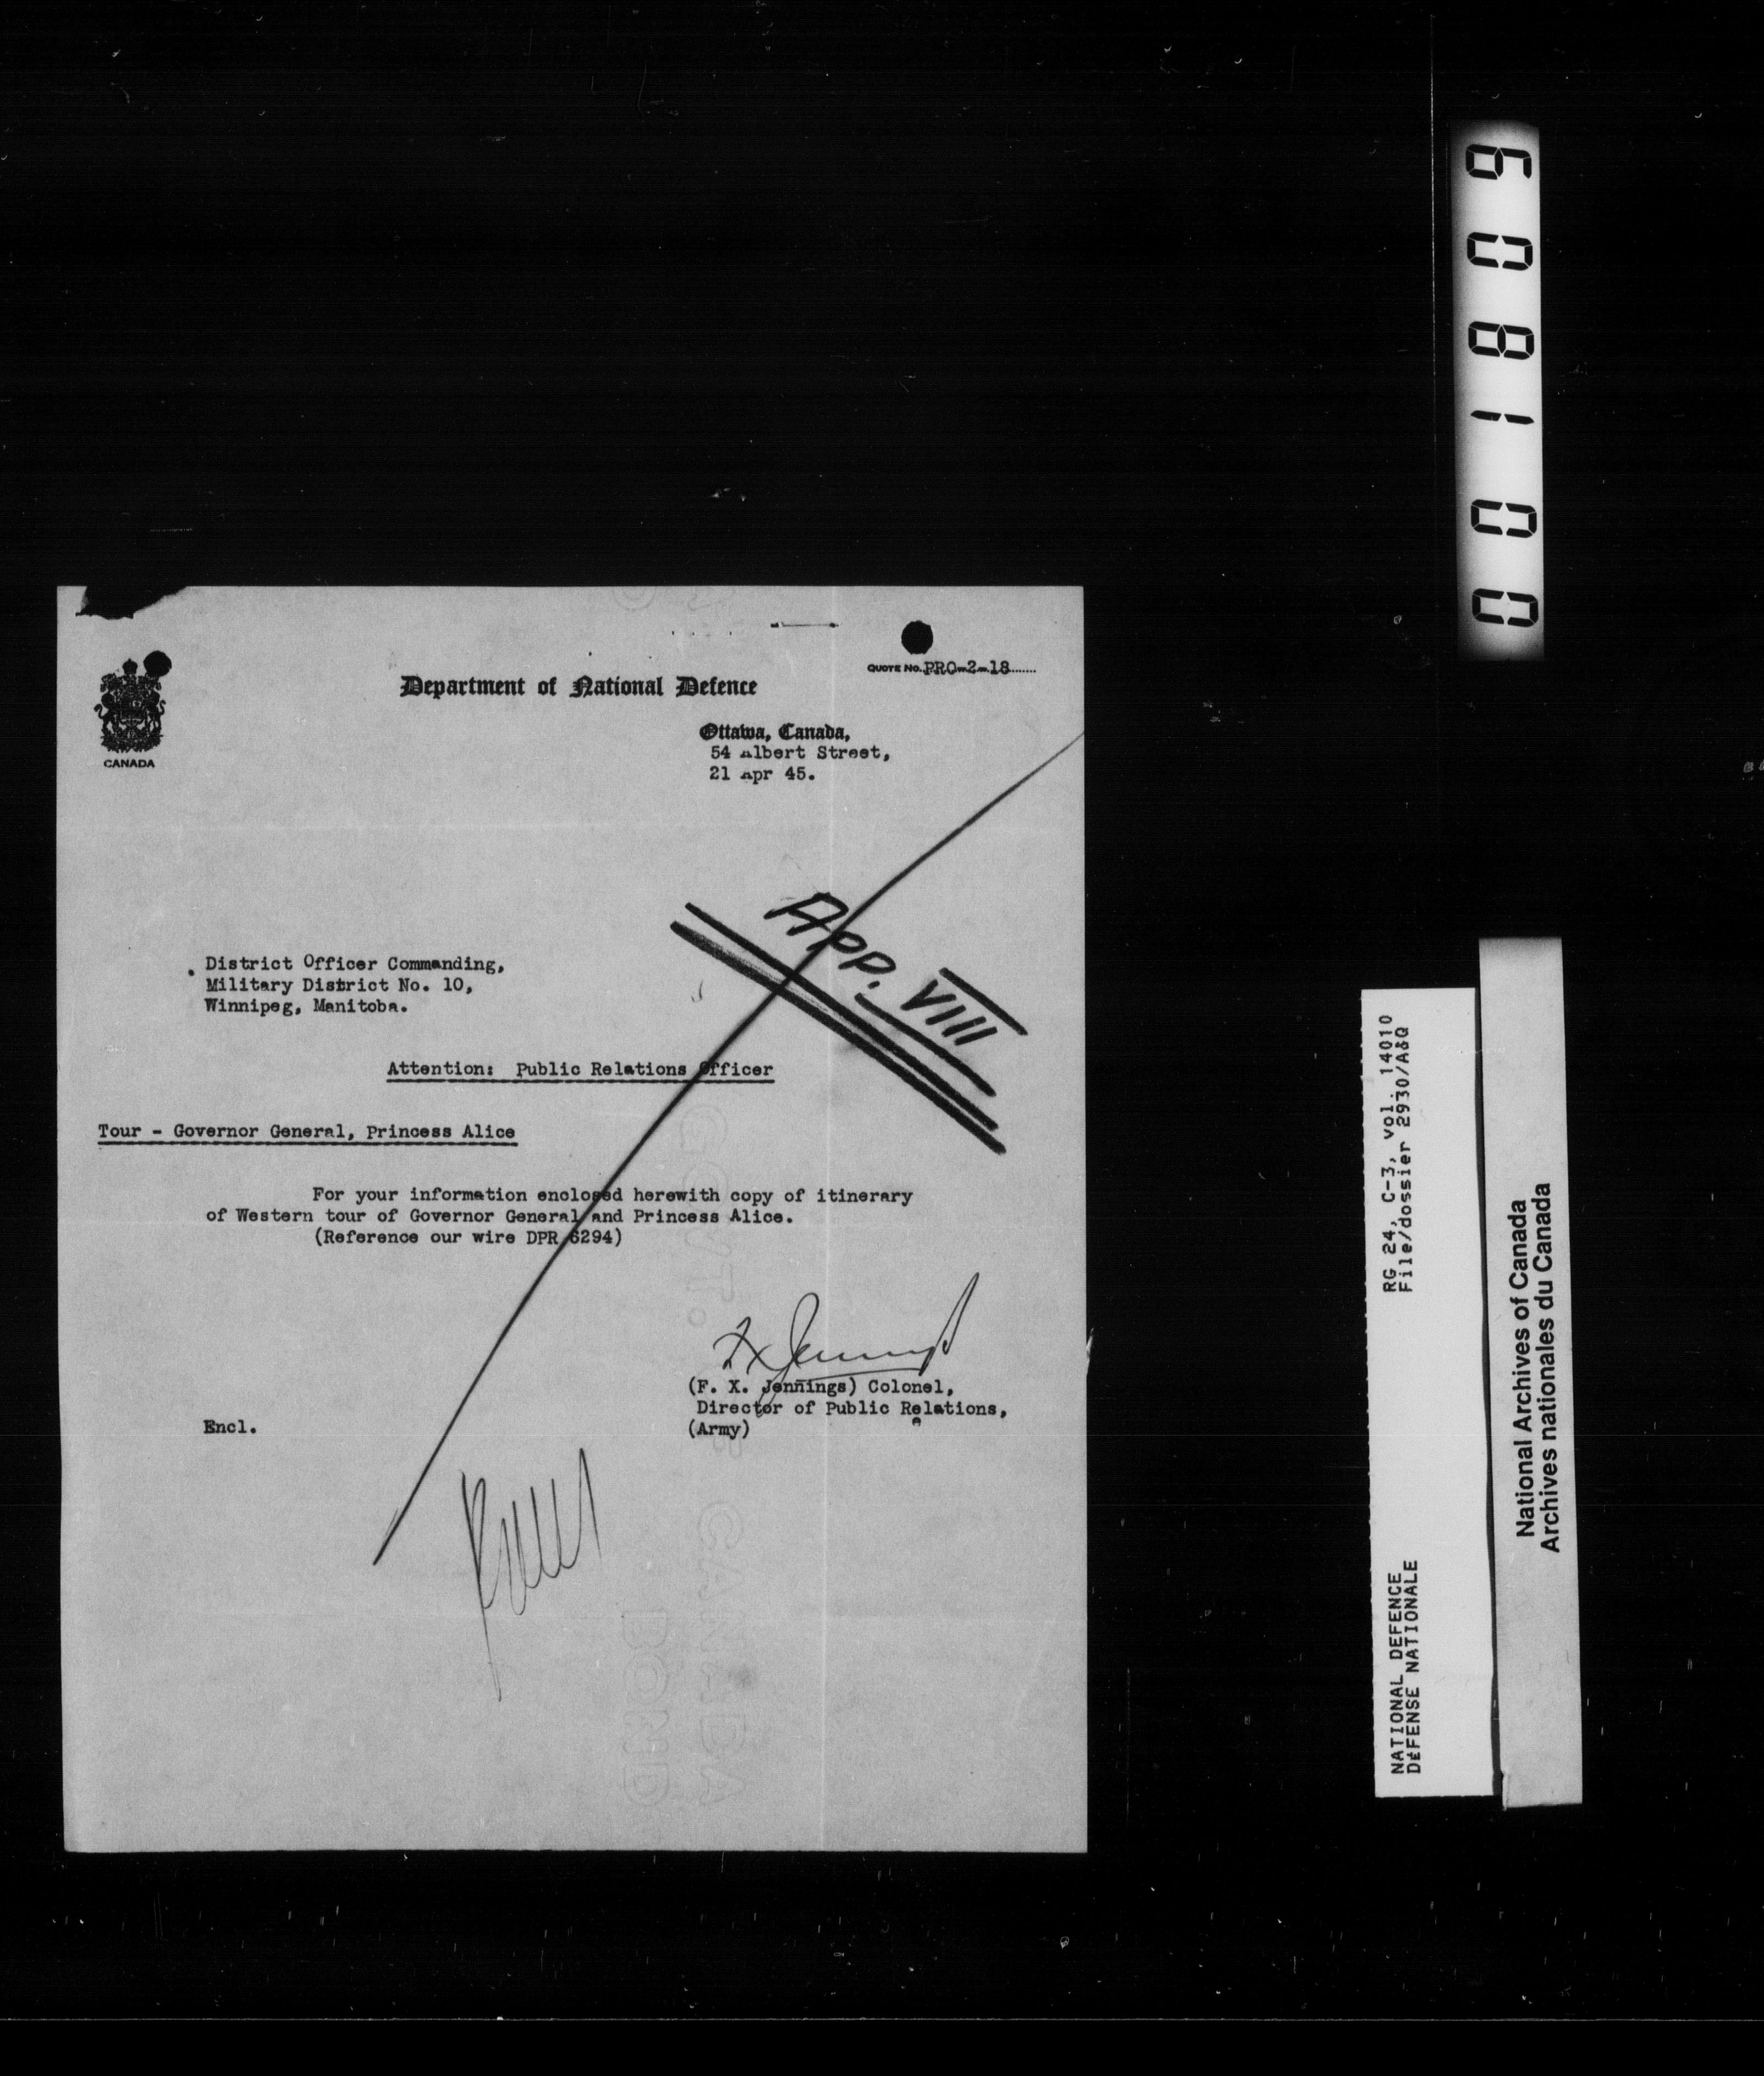 CANADA
QUOTE NO. PRO-2-18
Department of National Defence
Ottawa, Canada,
54 Albert Street,
21 Apr 45.
App. VIII
District Officer Commanding,
Military District No. 10,
Winnipeg, Manitoba.
Attention: Public Relations Officer
Tour - Governor General, Princess Alice
For your information enclosed herewith copy of itinerary
of Western tour of Governor General and Princess Alice.
(Reference our wire DPR 6294)
F X Jennings
(F. X. Jennings) Colonel,
Director of Public Relations,
(Army)
Encl.
001809
RG 24, C-3, vol. 14010
File/dossier 2930/A&Q
NATIONAL DEFENCE
DÉFENSE NATIONALE
National Archives of Canada
Archives nationales du Canada